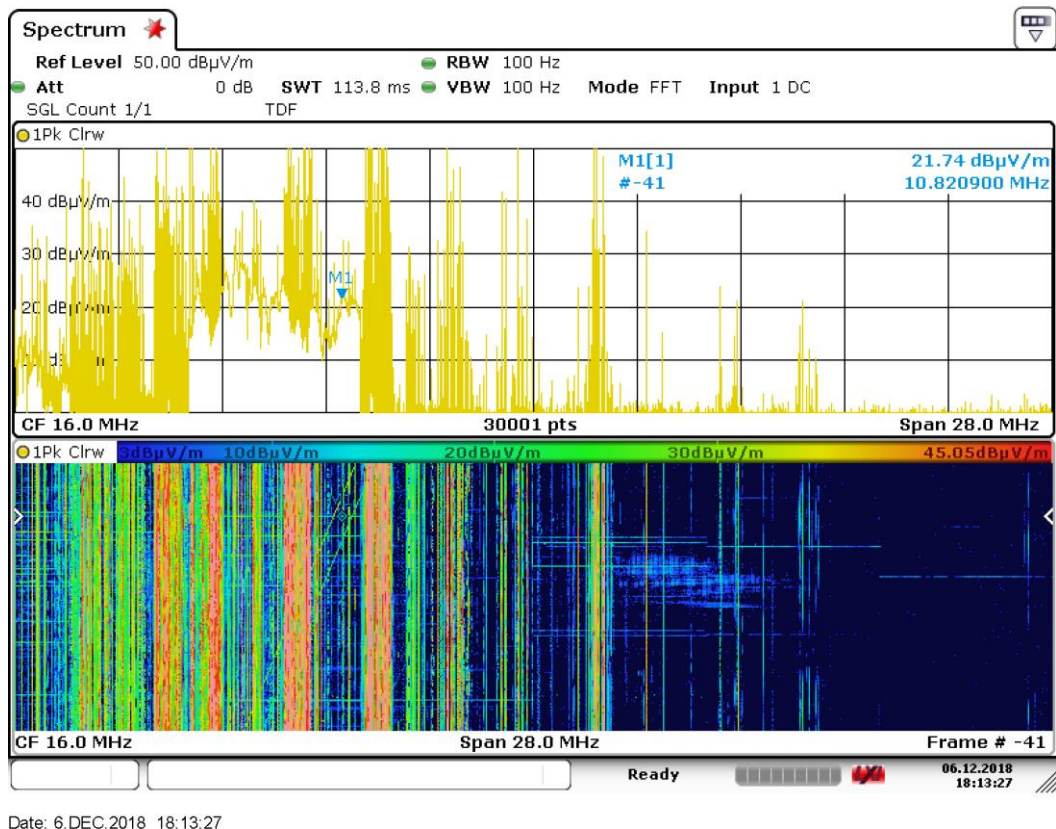 Spectrum
Ref Level 50.00 dBµV/m RBW 100 Hz
Att 0 dB SWT 113.8 ms VBW 100 Hz Mode FFT Input 1 DC
SGL Count 1/1 TDF
1Pk Clrw
M1[1] 21.74 dBµV/m
#-41 10.820900 MHz
40 dBµV/m
30 dBµV/m
M1
20 dBµV/m
CF 16.0 MHz 30001 pts Span 28.0 MHz
1Pk Clrw 3dBµV/m 10dBµV/m 20dBµV/m 30dBµV/m 45.05dBµV/m
CF 16.0 MHz Span 28.0 MHz Frame # -41
Ready 06.12.2018
18:13:27
Date: 6.DEC.2018 18:13:27